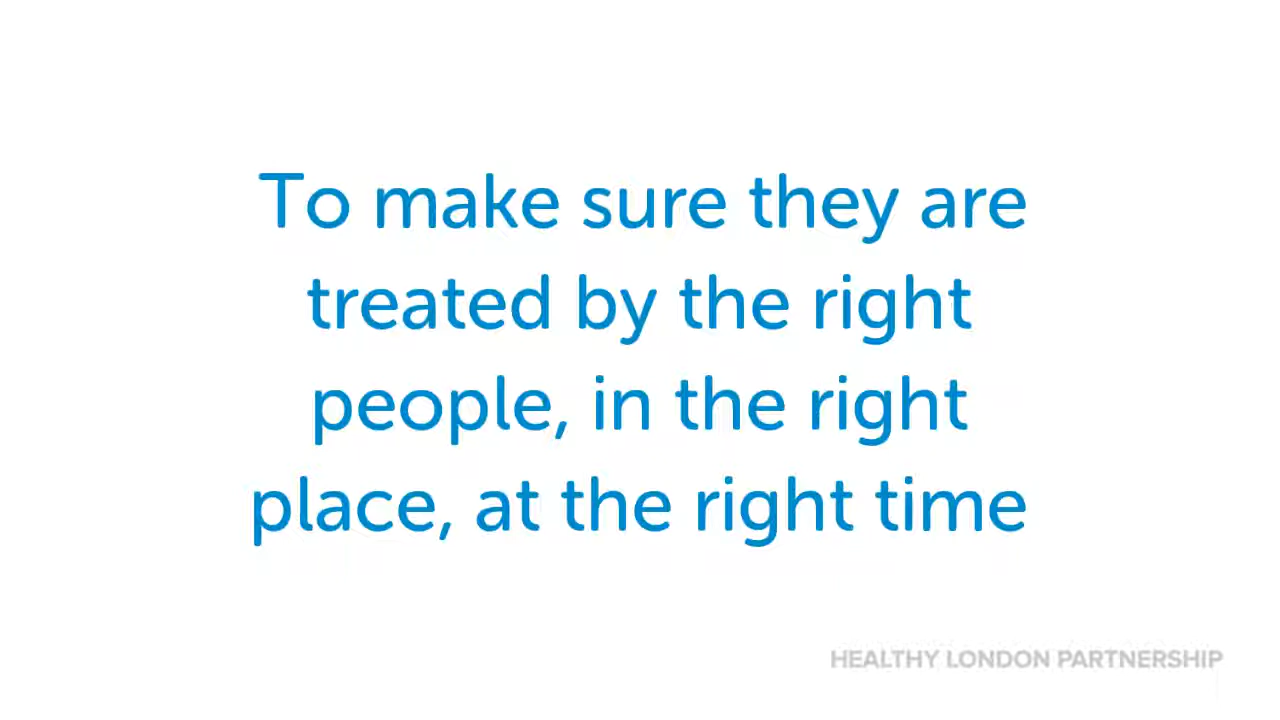 To make sure they are
treated by the right
people, in the right
place, at the right time
HEALTHY LONDON PARTNERSHIP